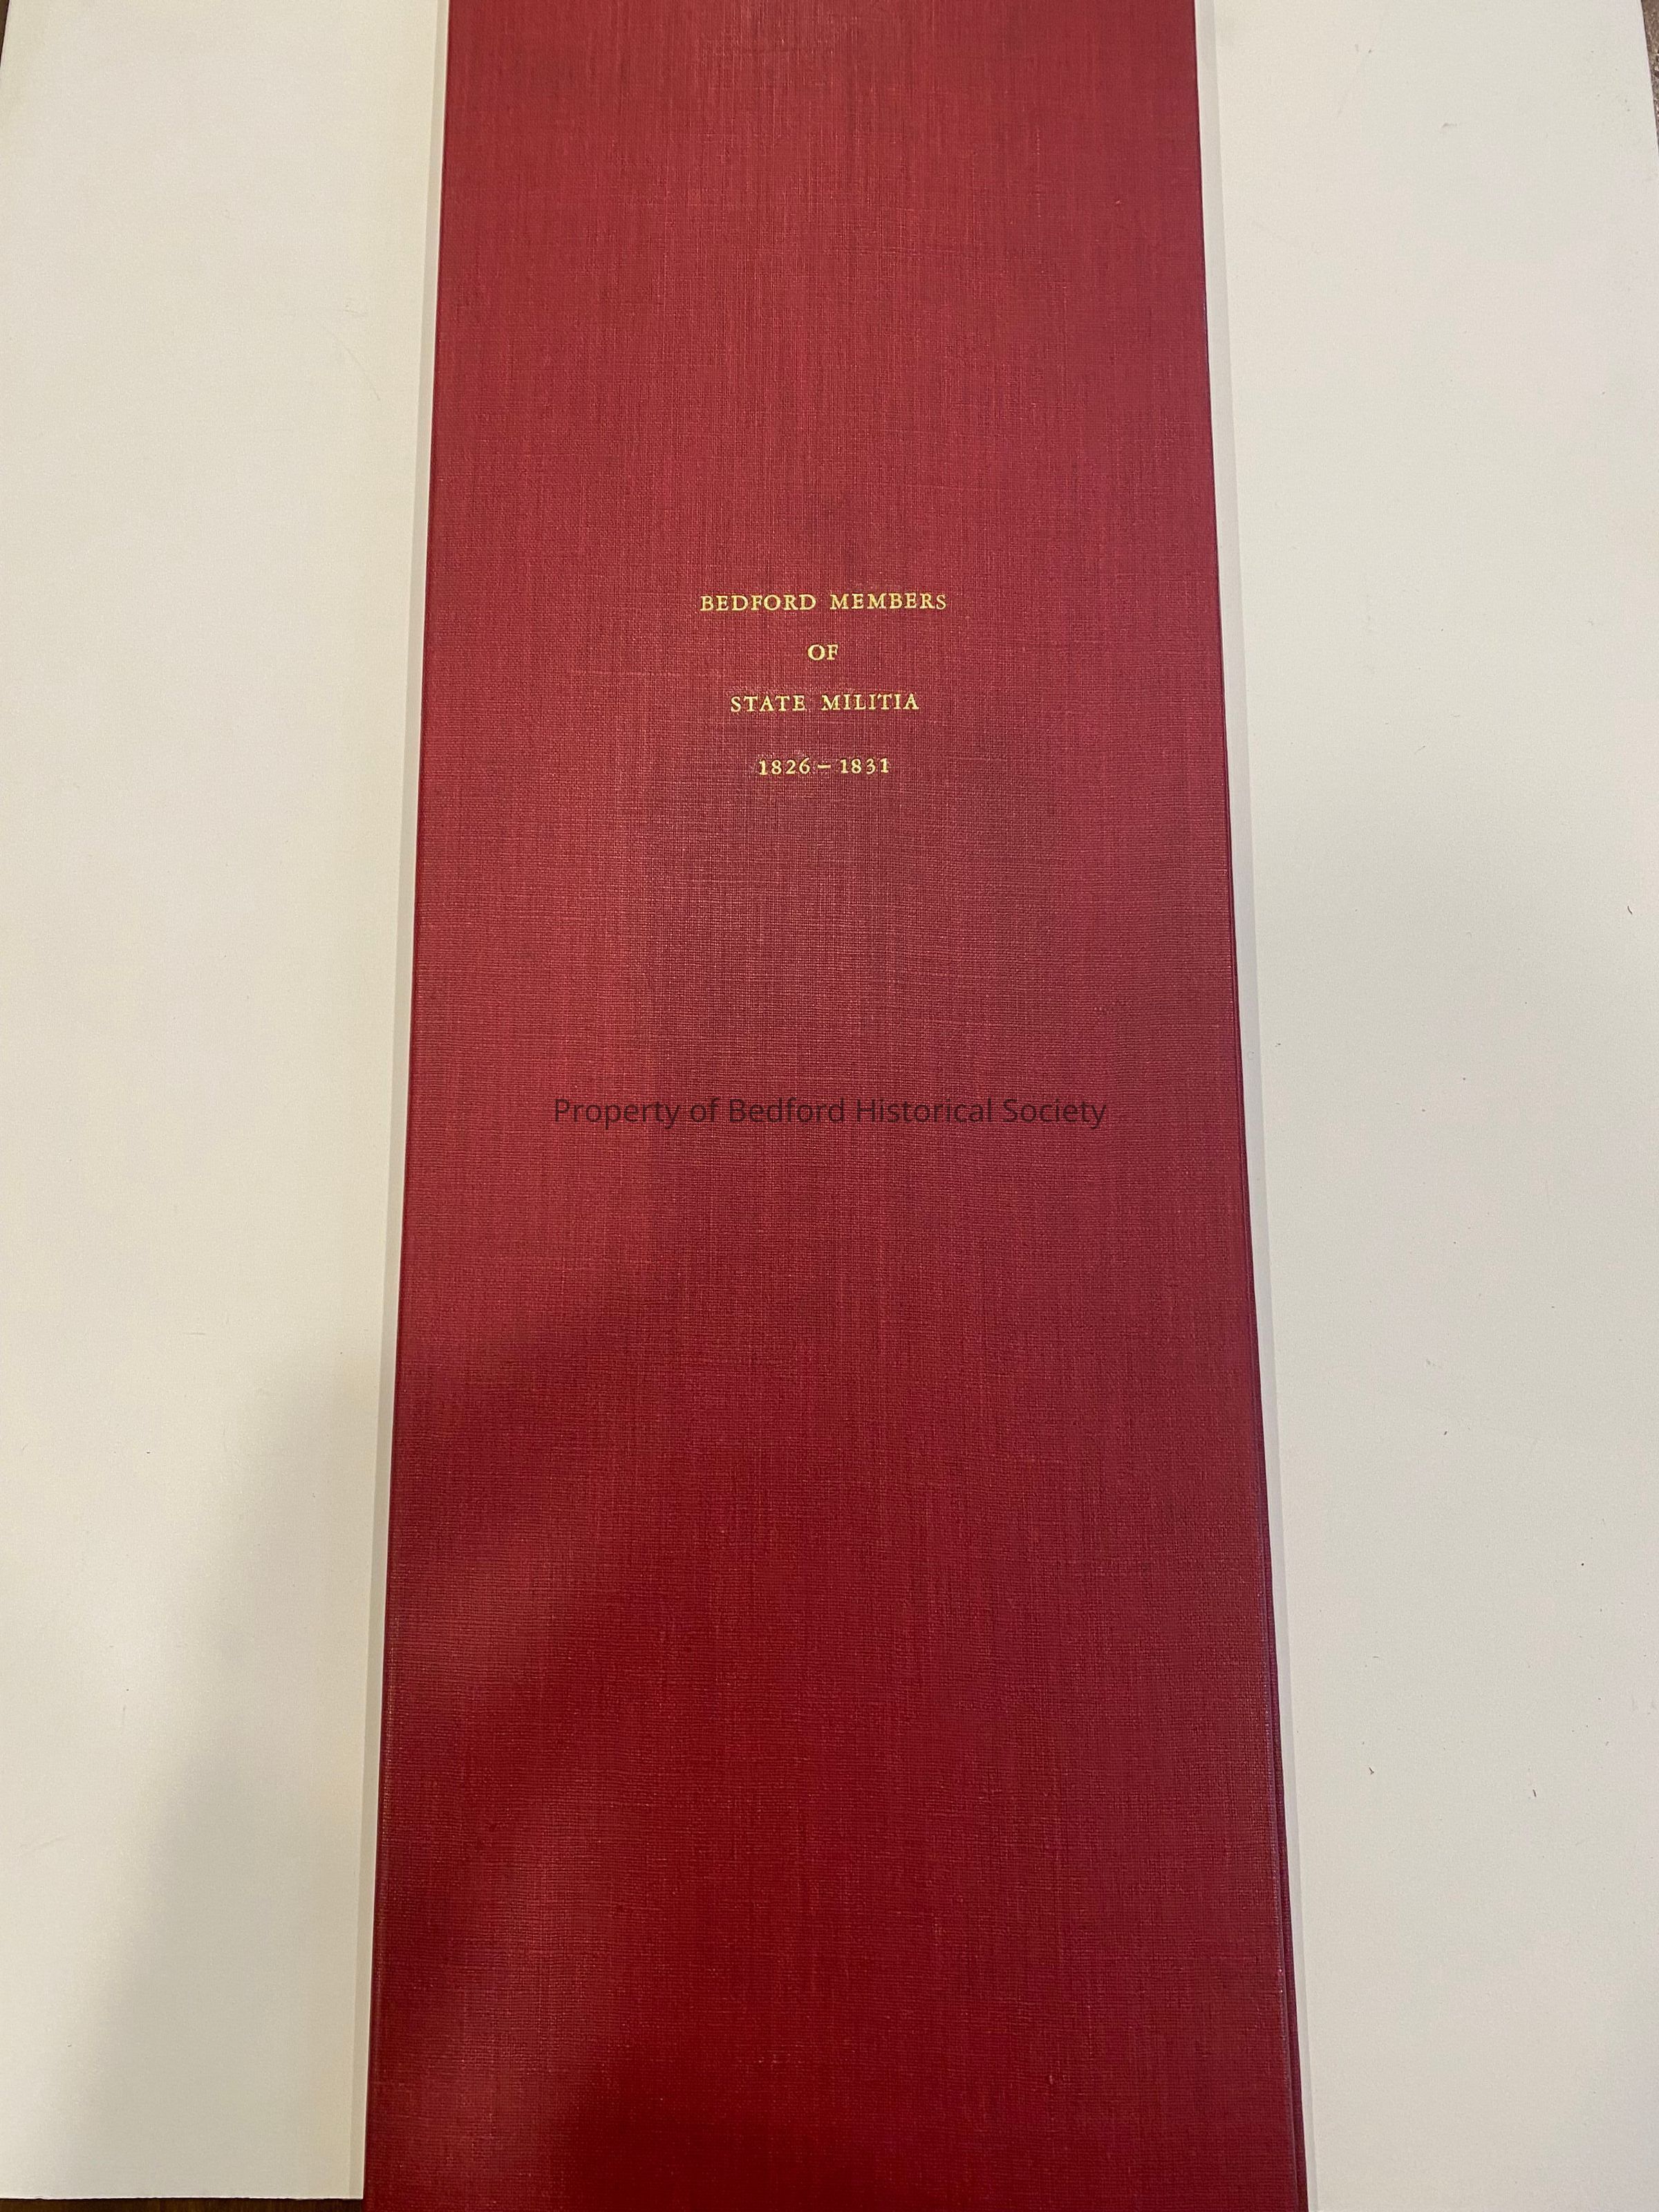 BEDFORD MEMBERS
OF
STATE MILITIA
1826 – 1831
Property of Bedford Historical Society